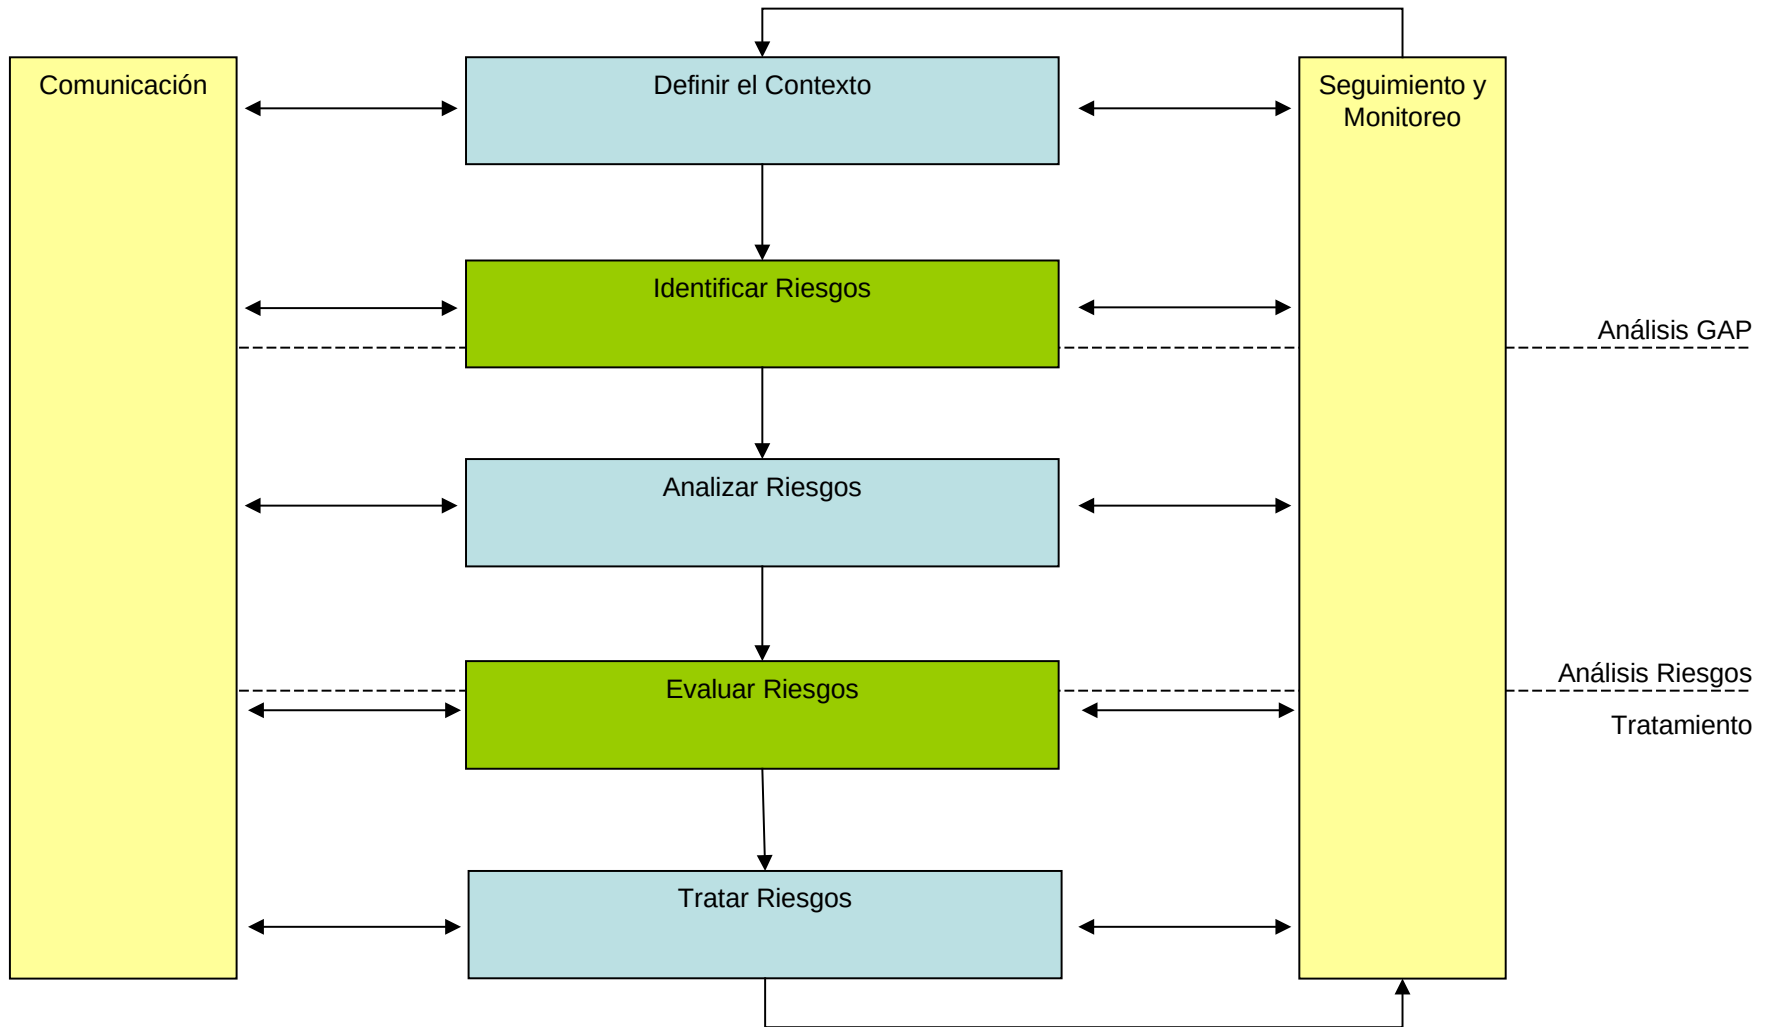 Comunicación
Definir el Contexto
Seguimiento y
Monitoreo
Identificar Riesgos
Análisis GAP
Analizar Riesgos
Evaluar Riesgos
Análisis Riesgos
Tratamiento
Tratar Riesgos